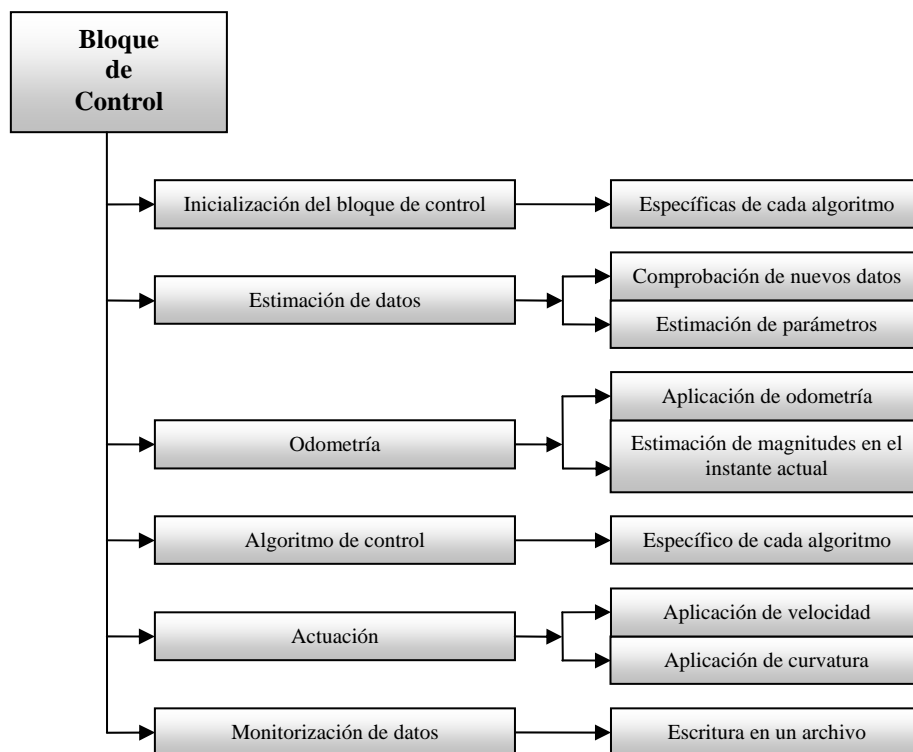 Bloque
de
Control
Inicialización del bloque de control
Específicas de cada algoritmo
Estimación de datos
Comprobación de nuevos datos
Estimación de parámetros
Odometría
Aplicación de odometría
Estimación de magnitudes en el
instante actual
Algoritmo de control
Específico de cada algoritmo
Actuación
Aplicación de velocidad
Aplicación de curvatura
Monitorización de datos
Escritura en un archivo